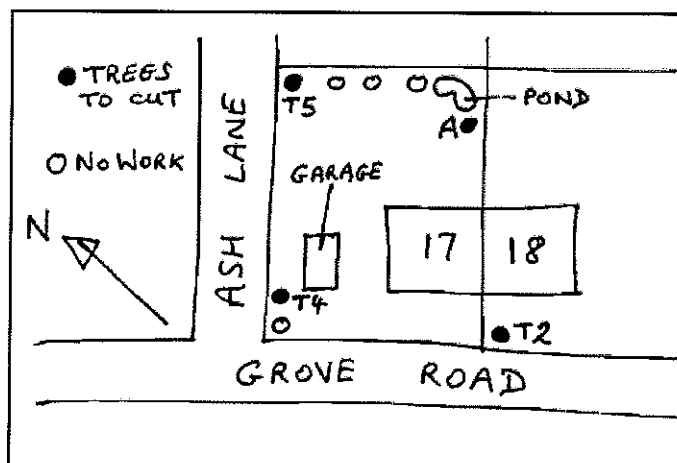 TREES
TO CUT
NO WORK
N
ASH LANE
T5
POND
A
GARAGE
17
18
T4
T2
GROVE ROAD